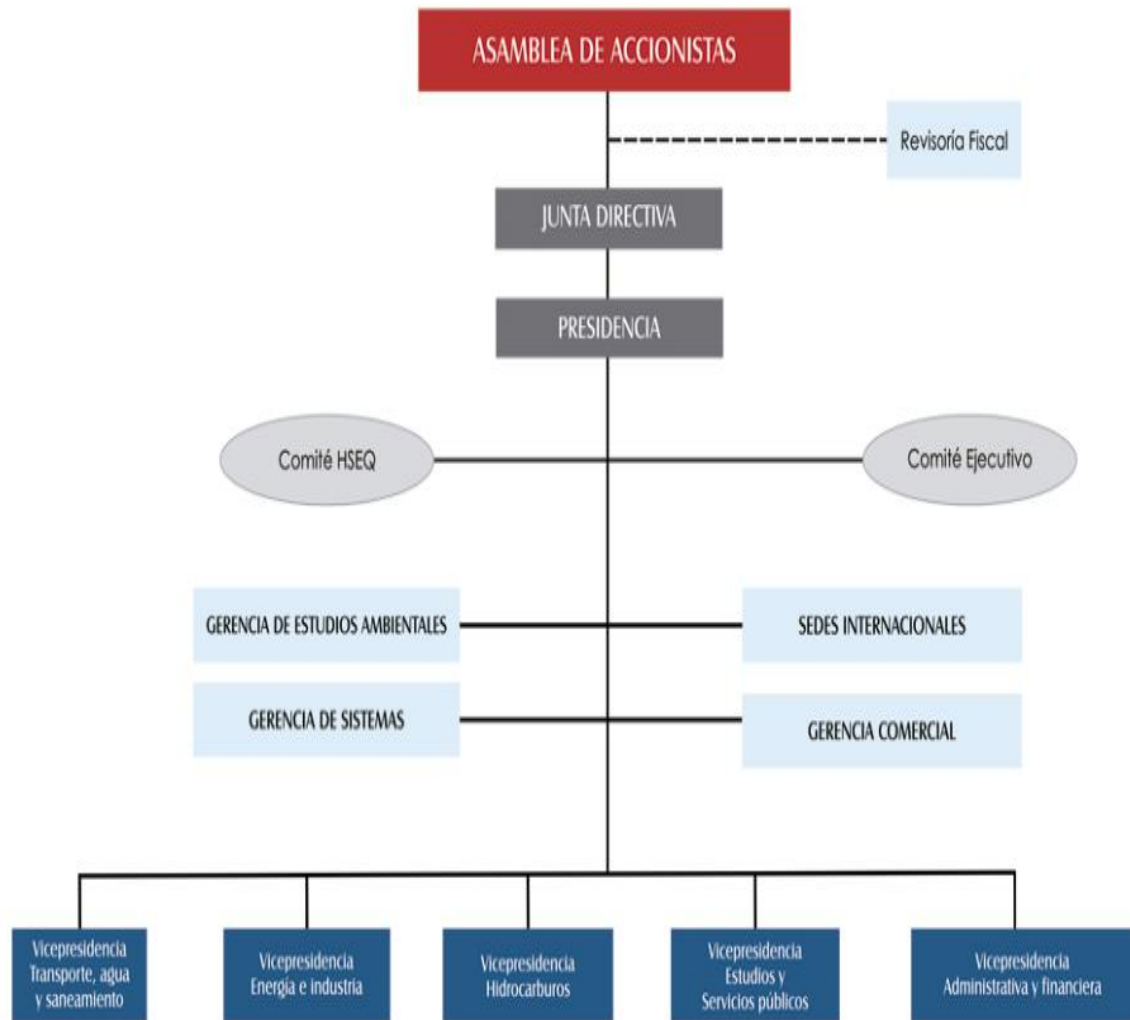 ASAMBLEA DE ACCIONISTAS
Revisoría Fiscal
JUNTA DIRECTIVA
PRESIDENCIA
Comité HSEQ
Comité Ejecutivo
GERENCIA DE ESTUDIOS AMBIENTALES
SEDES INTERNACIONALES
GERENCIA DE SISTEMAS
GERENCIA COMERCIAL
Vicepresidencia
Transporte, agua
y saneamiento
Vicepresidencia
Energía e industria
Vicepresidencia
Hidrocarburos
Vicepresidencia
Estudios y
Servicios públicos
Vicepresidencia
Administrativa y financiera